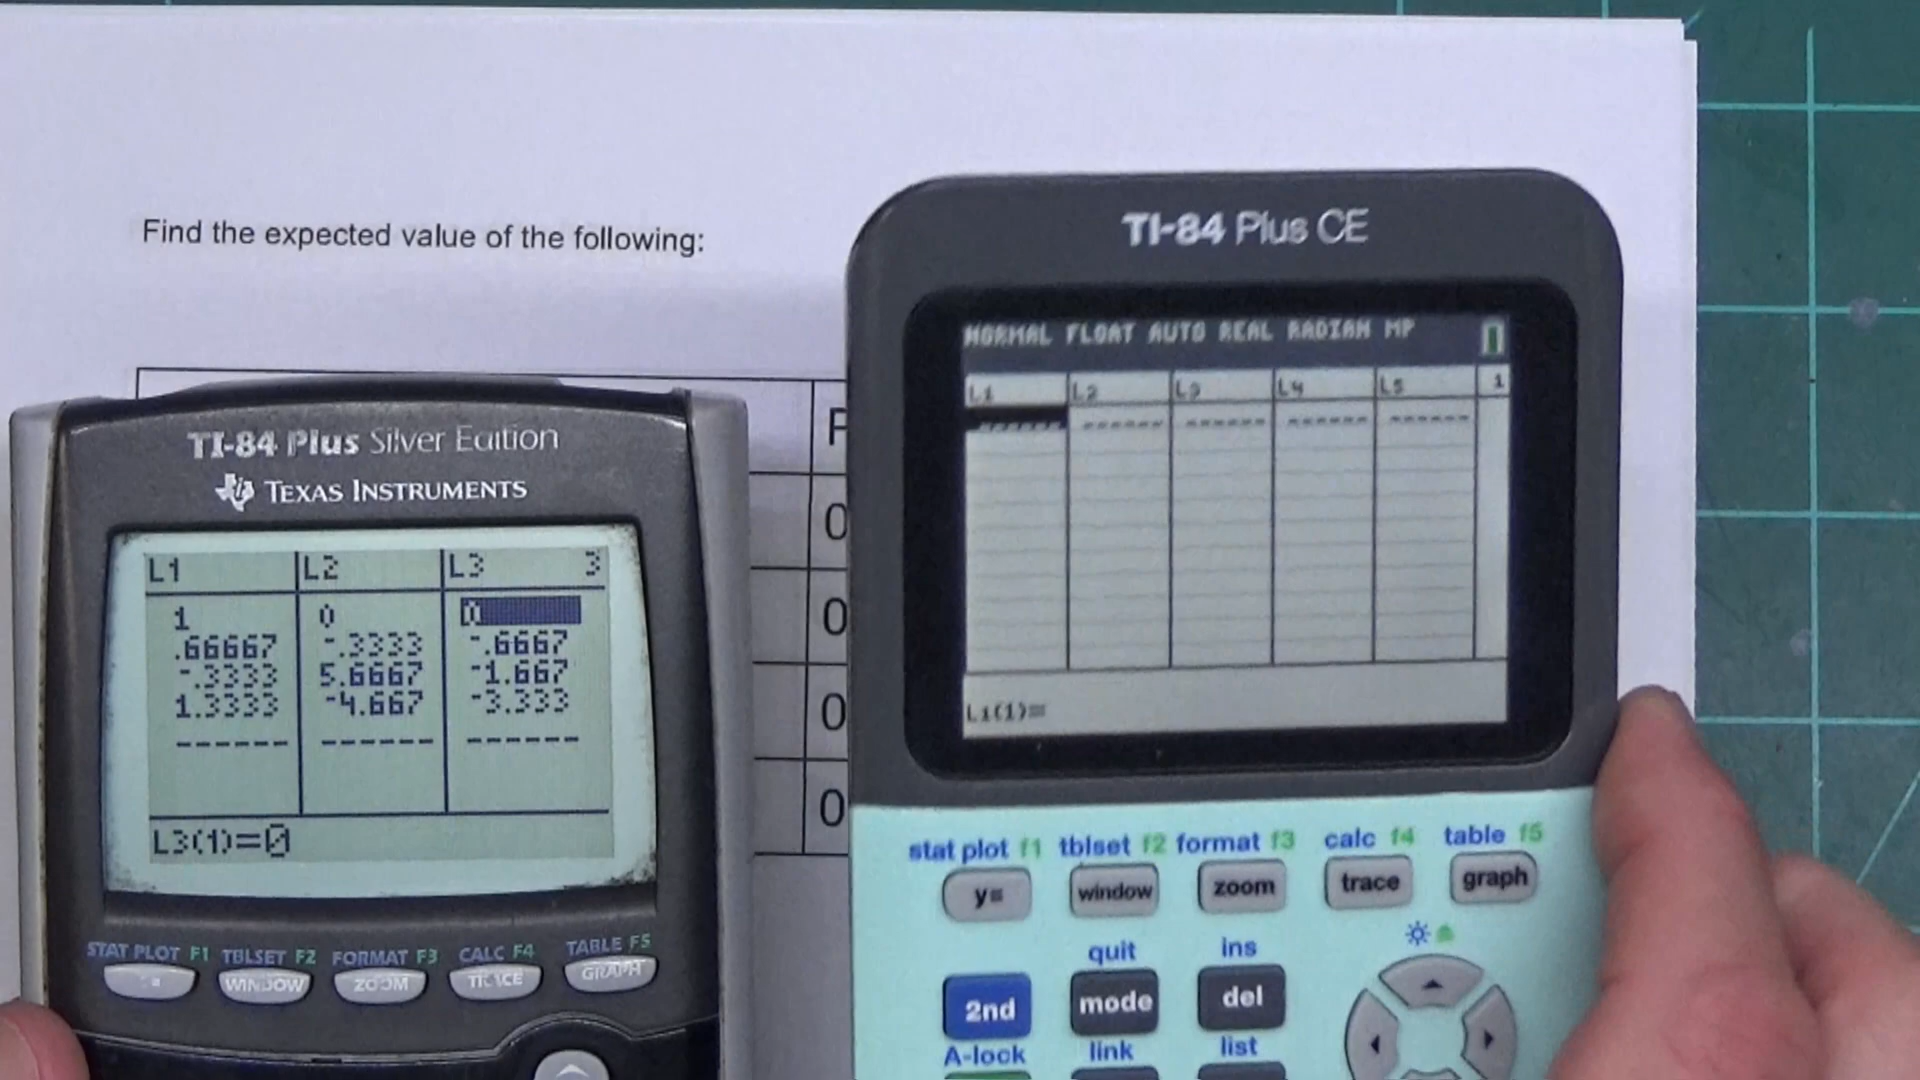 Find the expected value of the following:
0
0
0
0
TI-84 Plus Silver Edition
TEXAS INSTRUMENTS
L1 L2 L3 3
1 0 0
.66667 -.3333 -.6667
-.3333 5.6667 -1.667
1.3333 -4.667 -3.333
------ ------ ------
L3(1)=0
STAT PLOT F1 TBLSET F2 FORMAT F3 CALC F4 TABLE F5
WINDOW ZOOM TRACE GRAPH
TI-84 Plus CE
NORMAL FLOAT AUTO REAL RADIAN MP
L1 L2 L3 L4 L5 1
------ ------ ------ ------ ------
L1(1)=
stat plot f1 tblset f2 format f3 calc f4 table f5
y= window zoom trace graph
quit ins
2nd mode del
A-lock link list